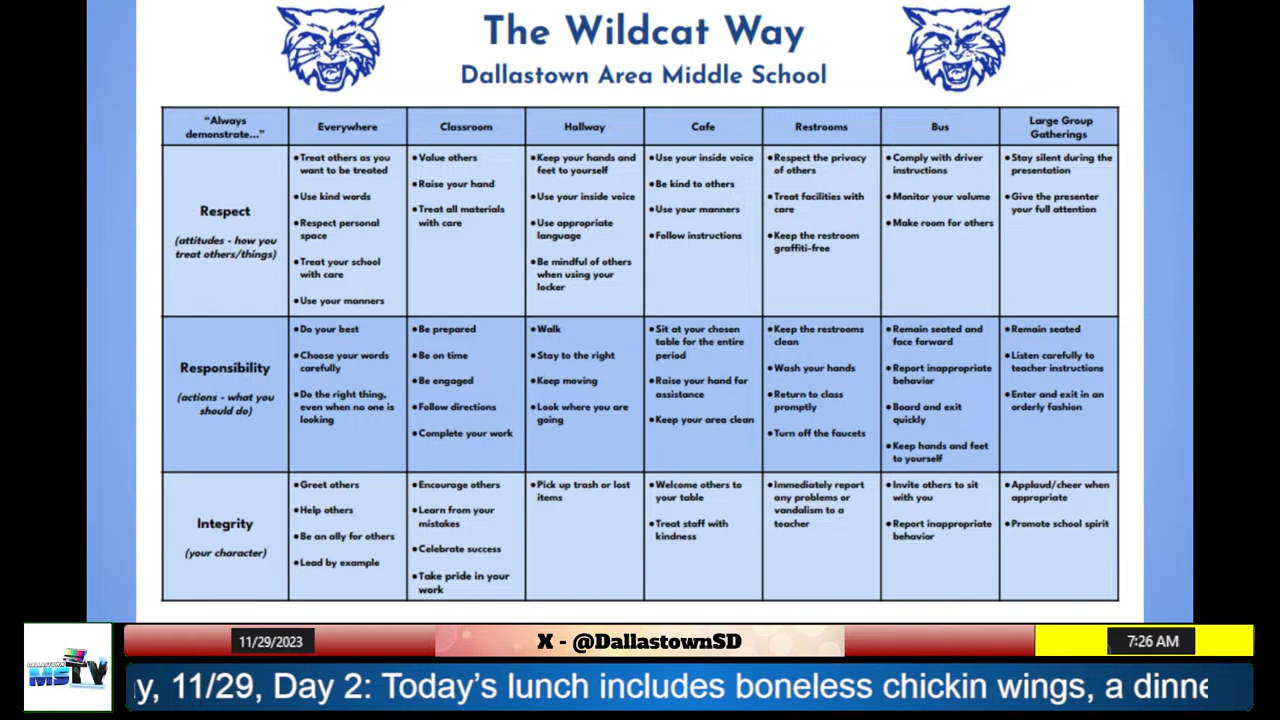 The Wildcat Way
Dallastown Area Middle School
"Always
demonstrate..."
Everywhere
Classroom
Hallway
Cafe
Restrooms
Bus
Large Group
Gatherings
Respect
(attitudes - how you
treat others/things)
•Treat others as you
want to be treated
•Use kind words
•Respect personal
space
•Treat your school
with care
•Use your manners
•Value others
•Raise your hand
•Treat all materials
with care
•Keep your hands and
feet to yourself
•Use your inside voice
•Use appropriate
language
•Be mindful of others
when using your
locker
•Use your inside voice
•Be kind to others
•Use your manners
•Follow instructions
•Respect the privacy
of others
•Treat facilities with
care
•Keep the restroom
graffiti-free
•Comply with driver
instructions
•Monitor your volume
•Make room for others
•Stay silent during the
presentation
•Give the presenter
your full attention
Responsibility
(actions - what you
should do)
•Do your best
•Choose your words
carefully
•Do the right thing,
even when no one is
looking
•Be prepared
•Be on time
•Be engaged
•Follow directions
•Complete your work
•Walk
•Stay to the right
•Keep moving
•Look where you are
going
•Sit at your chosen
table for the entire
period
•Raise your hand for
assistance
•Keep your area clean
•Keep the restrooms
clean
•Wash your hands
•Return to class
promptly
•Turn off the faucets
•Remain seated and
face forward
•Report inappropriate
behavior
•Board and exit
quickly
•Keep hands and feet
to yourself
•Remain seated
•Listen carefully to
teacher instructions
•Enter and exit in an
orderly fashion
Integrity
(your character)
•Greet others
•Help others
•Be an ally for others
•Lead by example
•Encourage others
•Learn from your
mistakes
•Celebrate success
•Take pride in your
work
•Pick up trash or lost
items
•Welcome others to
your table
•Treat staff with
kindness
•Immediately report
any problems or
vandalism to a
teacher
•Invite others to sit
with you
•Report inappropriate
behavior
•Applaud/cheer when
appropriate
•Promote school spirit
DALLASTOWN
MSTV
11/29/2023
X - @DallastownSD
7:26 AM
y, 11/29, Day 2: Today's lunch includes boneless chickin wings, a dinne